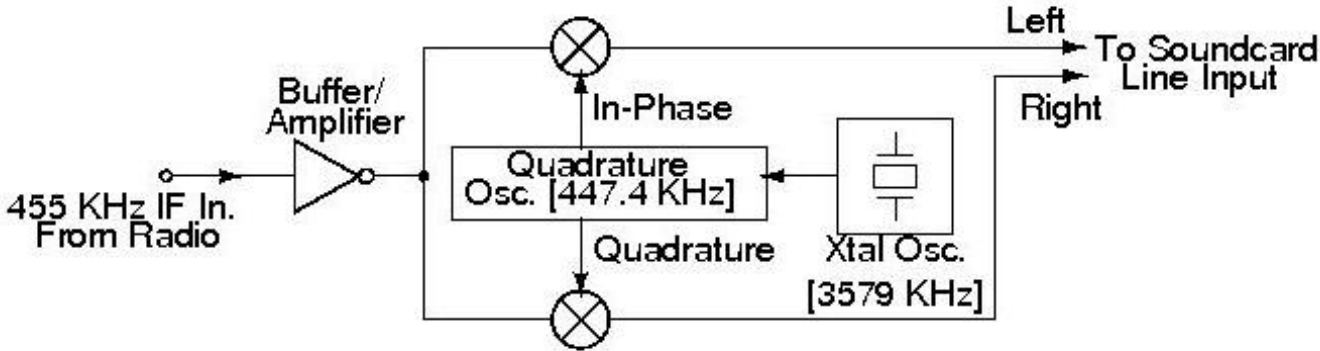 Left
To Soundcard
Line Input
Right
Buffer/
Amplifier
In-Phase
Quadrature
Osc. [447.4 KHz]
455 KHz IF In.
From Radio
Quadrature
Xtal Osc.
[3579 KHz]